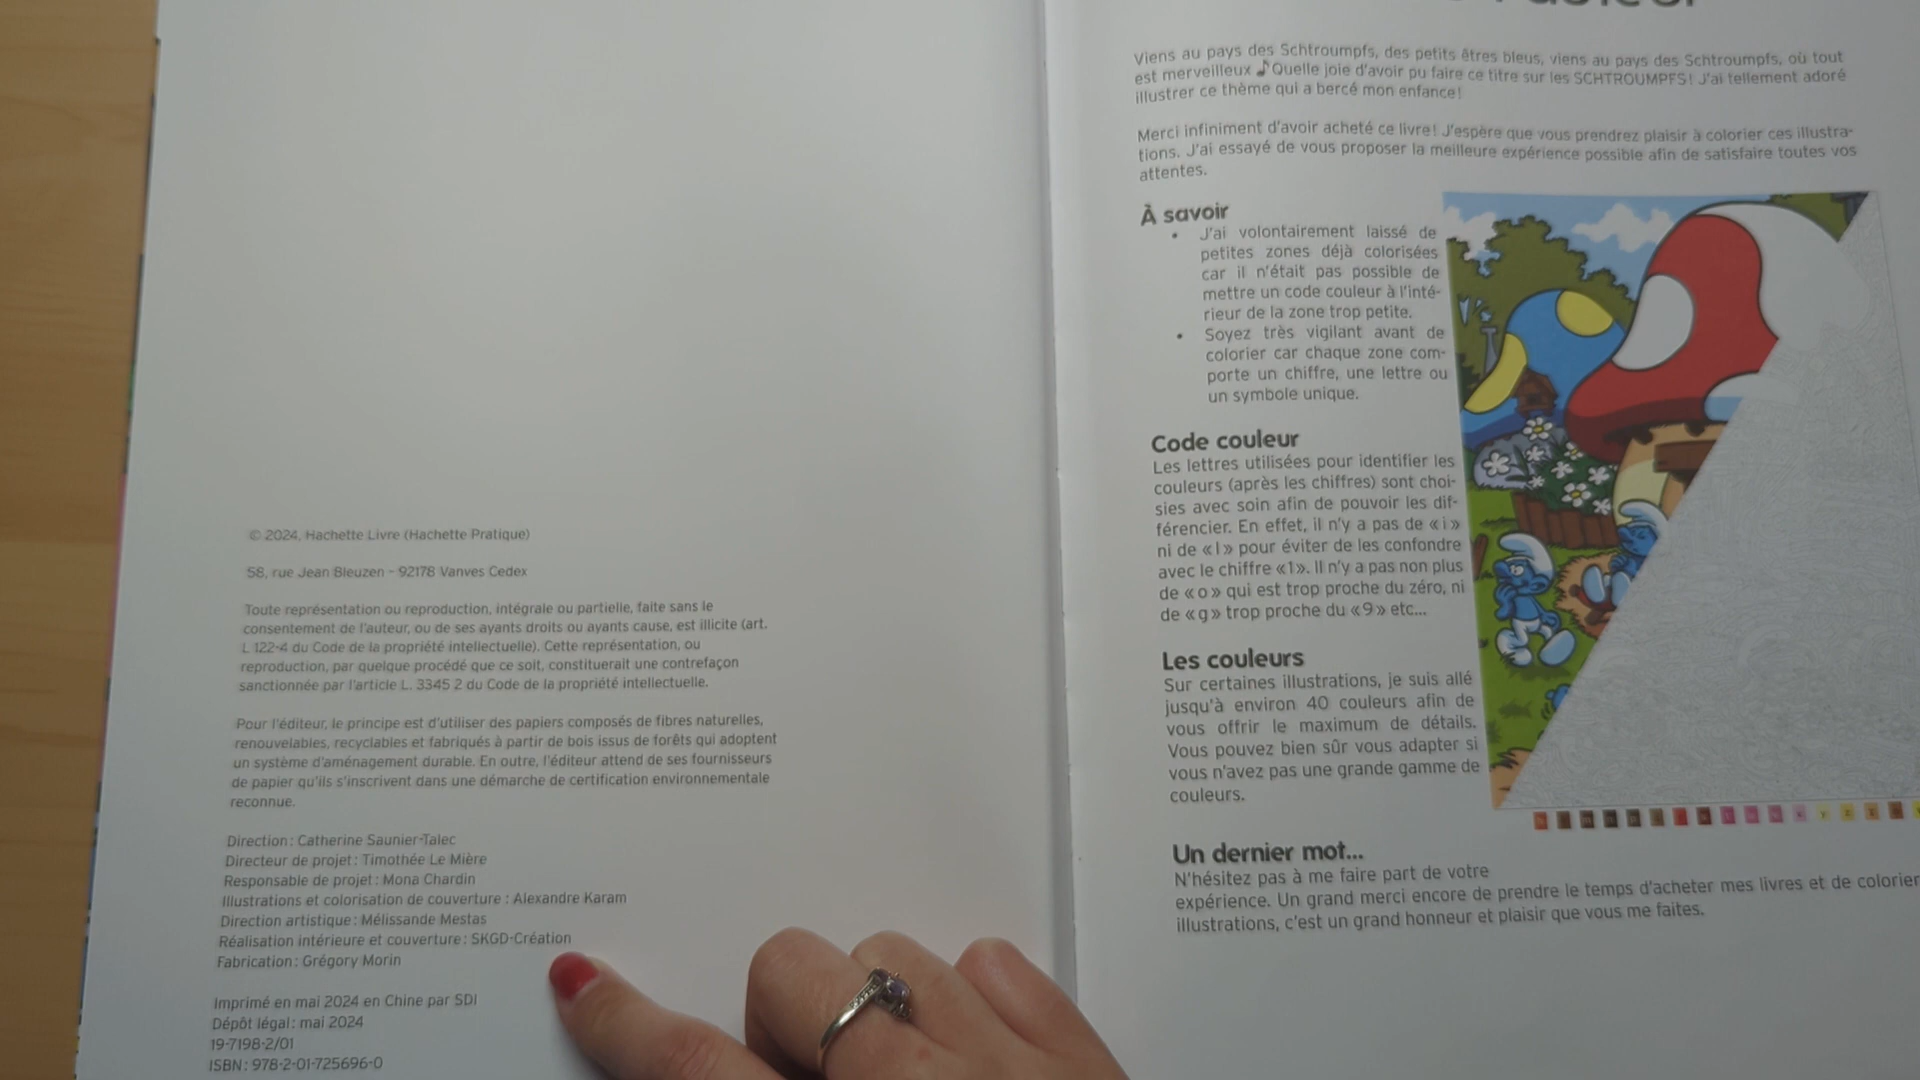 © 2024, Hachette Livre (Hachette Pratique)
58, rue Jean Bleuzen – 92178 Vanves Cedex
Toute représentation ou reproduction, intégrale ou partielle, faite sans le
consentement de l'auteur, ou de ses ayants droits ou ayants cause, est illicite (art.
L 122-4 du Code de la propriété intellectuelle). Cette représentation, ou
reproduction, par quelque procédé que ce soit, constituerait une contrefaçon
sanctionnée par l'article L. 3345 2 du Code de la propriété intellectuelle.
Pour l'éditeur, le principe est d'utiliser des papiers composés de fibres naturelles,
renouvelables, recyclables et fabriqués à partir de bois issus de forêts qui adoptent
un système d'aménagement durable. En outre, l'éditeur attend de ses fournisseurs
de papier qu'ils s'inscrivent dans une démarche de certification environnementale
reconnue.
Direction : Catherine Saunier-Talec
Directeur de projet : Timothée Le Mière
Responsable de projet : Mona Chardin
Illustrations et colorisation de couverture : Alexandre Karam
Direction artistique : Mélissande Mestas
Réalisation intérieure et couverture : SKGD-Création
Fabrication : Grégory Morin
Imprimé en mai 2024 en Chine par SDI
Dépôt légal : mai 2024
19-7198-2/01
ISBN : 978-2-01-725696-0
Viens au pays des Schtroumpfs, des petits êtres bleus, viens au pays des Schtroumpfs, où tout
est merveilleux ♪ Quelle joie d'avoir pu faire ce titre sur les SCHTROUMPFS ! J'ai tellement adoré
illustrer ce thème qui a bercé mon enfance !
Merci infiniment d'avoir acheté ce livre ! J'espère que vous prendrez plaisir à colorier ces illustra-
tions. J'ai essayé de vous proposer la meilleure expérience possible afin de satisfaire toutes vos
attentes.
À savoir
• J'ai volontairement laissé de
petites zones déjà colorisées
car il n'était pas possible de
mettre un code couleur à l'inté-
rieur de la zone trop petite.
• Soyez très vigilant avant de
colorier car chaque zone com-
porte un chiffre, une lettre ou
un symbole unique.
Code couleur
Les lettres utilisées pour identifier les
couleurs (après les chiffres) sont choi-
sies avec soin afin de pouvoir les dif-
férencier. En effet, il n'y a pas de « i »
ni de « l » pour éviter de les confondre
avec le chiffre « 1 ». Il n'y a pas non plus
de « o » qui est trop proche du zéro, ni
de « g » trop proche du « 9 » etc...
Les couleurs
Sur certaines illustrations, je suis allé
jusqu'à environ 40 couleurs afin de
vous offrir le maximum de détails.
Vous pouvez bien sûr vous adapter si
vous n'avez pas une grande gamme de
couleurs.
Un dernier mot...
N'hésitez pas à me faire part de votre
expérience. Un grand merci encore de prendre le temps d'acheter mes livres et de colorier
illustrations, c'est un grand honneur et plaisir que vous me faites.